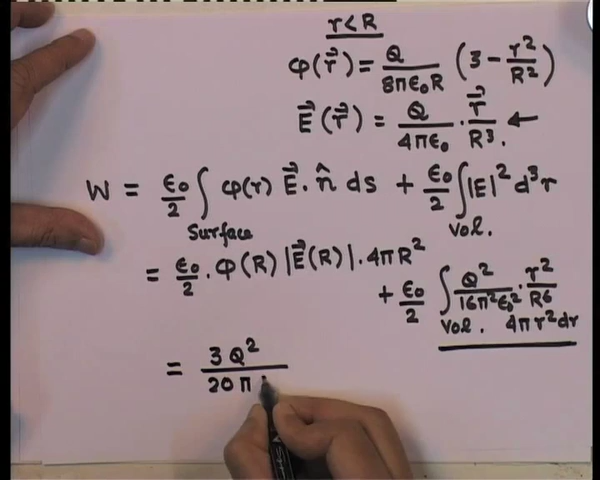 r < R
φ(r⃗) = Q / 8πε₀R (3 − r²/R²)
E⃗(r⃗) = Q / 4πε₀ · r⃗ / R³. ←
W = ε₀/2 ∫ φ(r) E⃗ · n̂ ds + ε₀/2 ∫ |E|² d³r
Surface vol.
= ε₀/2 · φ(R) |E⃗(R)| · 4πR²
+ ε₀/2 ∫ Q² / 16π²ε₀² · r² / R⁶
vol. 4πr²dr
= 3Q² / 20π